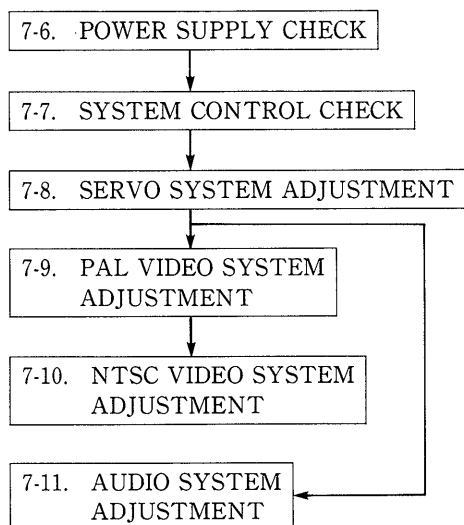 7-6. POWER SUPPLY CHECK
7-7. SYSTEM CONTROL CHECK
7-8. SERVO SYSTEM ADJUSTMENT
7-9. PAL VIDEO SYSTEM
ADJUSTMENT
7-10. NTSC VIDEO SYSTEM
ADJUSTMENT
7-11. AUDIO SYSTEM
ADJUSTMENT